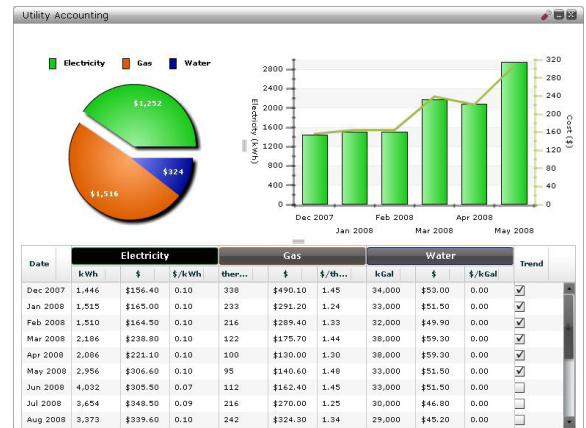 Utility Accounting
Electricity Gas Water
$1,252
$324
$1,516
Electricity (kWh)
2800
2400
2000
1600
1200
800
400
0
320
280
240
200
160
120
80
40
0
Cost ($)
Dec 2007 Feb 2008 Apr 2008
Jan 2008 Mar 2008 May 2008
Date Electricity Gas Water Trend
kWh $ $/kWh ther... $ $/th... kGal $ $/kGal
Dec 2007 1,446 $156.40 0.10 338 $490.10 1.45 34,000 $53.00 0.00
Jan 2008 1,515 $165.00 0.10 233 $291.20 1.24 33,000 $51.50 0.00
Feb 2008 1,510 $164.50 0.10 216 $289.40 1.33 32,000 $49.90 0.00
Mar 2008 2,186 $238.80 0.10 122 $175.70 1.44 38,000 $59.30 0.00
Apr 2008 2,086 $221.10 0.10 100 $130.00 1.30 38,000 $59.30 0.00
May 2008 2,956 $306.60 0.10 95 $140.60 1.48 33,000 $51.50 0.00
Jun 2008 4,032 $305.50 0.07 112 $162.40 1.45 33,000 $51.50 0.00
Jul 2008 3,654 $348.50 0.09 216 $270.00 1.25 30,000 $46.80 0.00
Aug 2008 3,373 $339.60 0.10 242 $324.30 1.34 29,000 $45.20 0.00